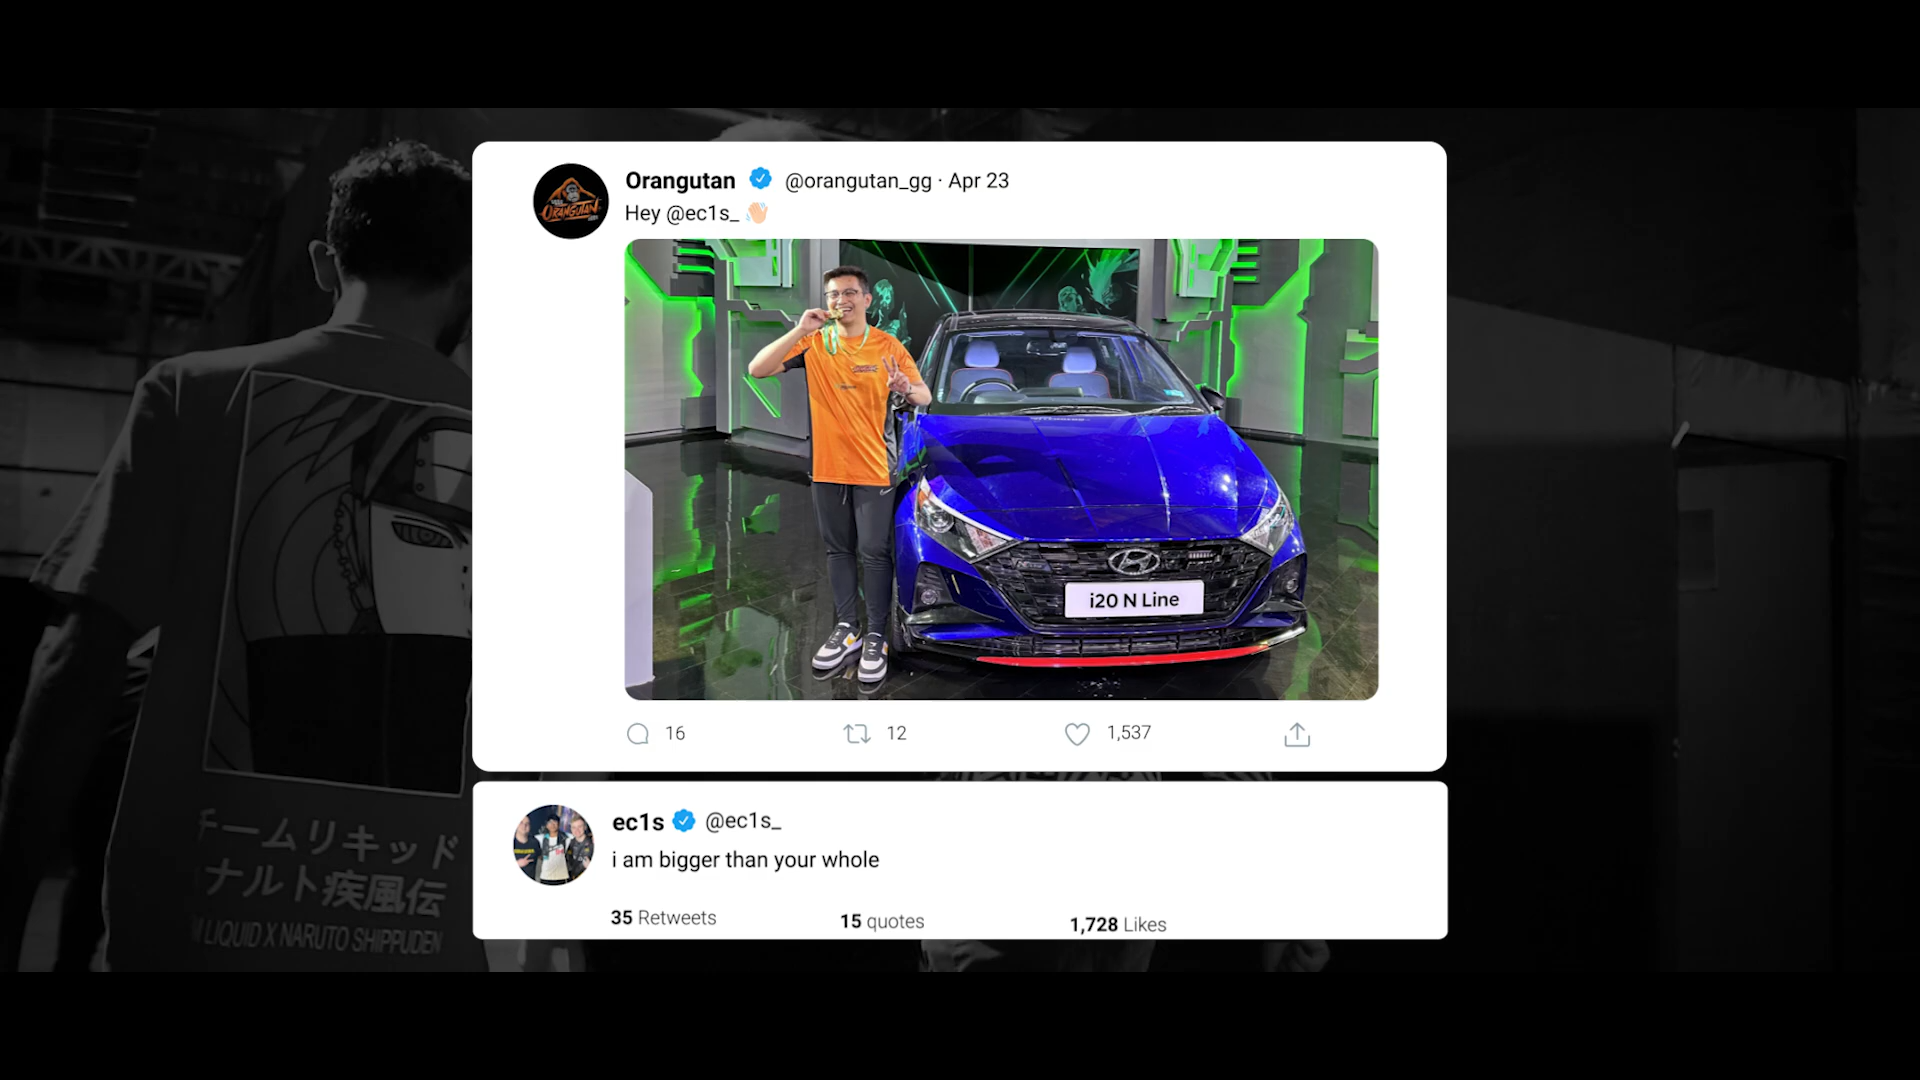 Orangutan @orangutan_gg · Apr 23
Hey @ec1s_ 👋
ORANGUTAN
i20 N Line
16 12 1,537
ec1s @ec1s_
i am bigger than your whole
35 Retweets 15 quotes 1,728 Likes
チームリキッド
ナルト疾風伝
LIQUID X NARUTO SHIPPUDEN